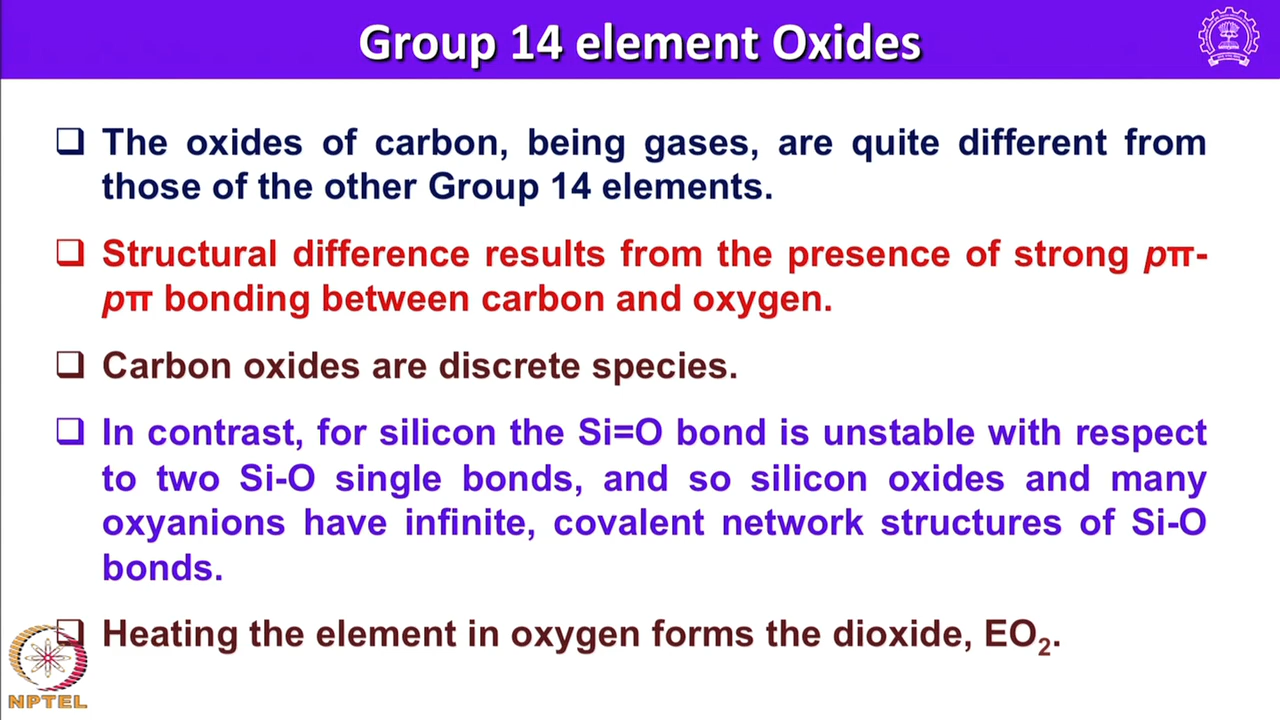 Group 14 element Oxides
❑ The oxides of carbon, being gases, are quite different from
those of the other Group 14 elements.
❑ Structural difference results from the presence of strong pπ-
pπ bonding between carbon and oxygen.
❑ Carbon oxides are discrete species.
❑ In contrast, for silicon the Si=O bond is unstable with respect
to two Si-O single bonds, and so silicon oxides and many
oxyanions have infinite, covalent network structures of Si-O
bonds.
❑ Heating the element in oxygen forms the dioxide, EO₂.
NPTEL